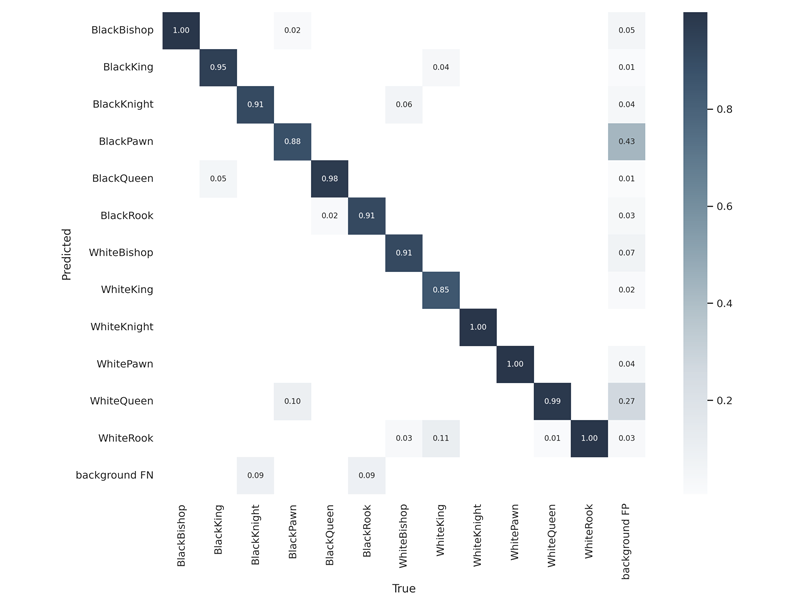 BlackBishop 1.00 0.02 0.05
BlackKing 0.95 0.04 0.01
BlackKnight 0.91 0.06 0.04
BlackPawn 0.88 0.43
BlackQueen 0.05 0.98 0.01
BlackRook 0.02 0.91 0.03
WhiteBishop 0.91 0.07
WhiteKing 0.85 0.02
WhiteKnight 1.00
WhitePawn 1.00 0.04
WhiteQueen 0.10 0.99 0.27
WhiteRook 0.03 0.11 0.01 1.00 0.03
background FN 0.09 0.09
Predicted
BlackBishop
BlackKing
BlackKnight
BlackPawn
BlackQueen
BlackRook
WhiteBishop
WhiteKing
WhiteKnight
WhitePawn
WhiteQueen
WhiteRook
background FP
True
0.8
0.6
0.4
0.2